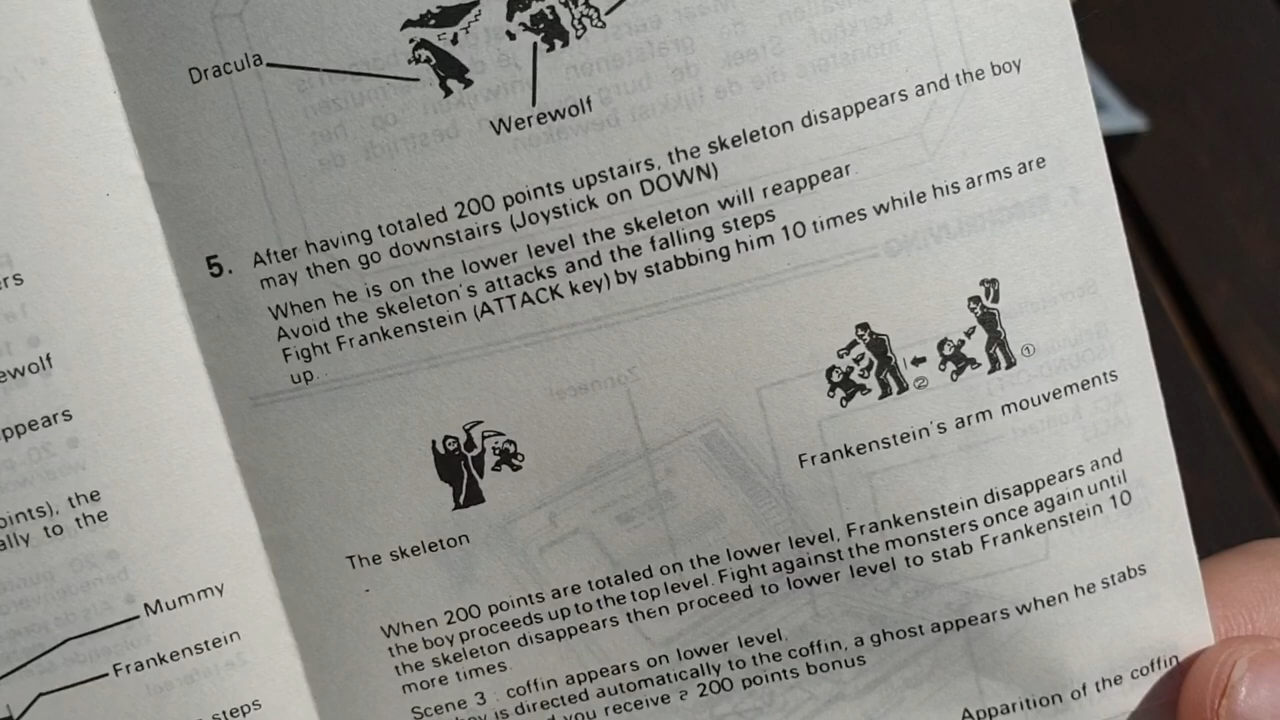 Dracula
Werewolf
5. After having totaled 200 points upstairs, the skeleton disappears and the boy
may then go downstairs (Joystick on DOWN)
When he is on the lower level the skeleton will reappear.
Avoid the skeleton's attacks and the falling steps
Fight Frankenstein (ATTACK key) by stabbing him 10 times while his arms are
up.
② ①
Frankenstein's arm mouvements
The skeleton
When 200 points are totaled on the lower level, Frankenstein disappears and
the boy proceeds up to the top level. Fight against the monsters once again until
the skeleton disappears then proceed to lower level to stab Frankenstein 10
more times.
Scene 3 : coffin appears on lower level.
is directed automatically to the coffin, a ghost appears when he stabs
you receive a 200 points bonus
Apparition of the coffin
the
to the
Mummy
Frankenstein
steps